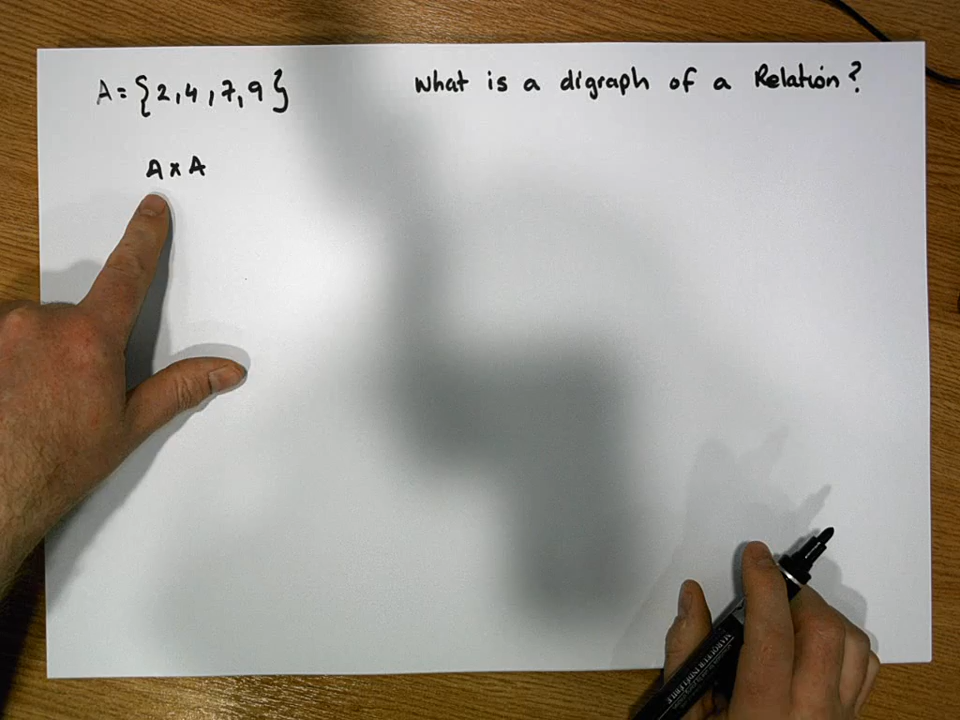 A = {2, 4, 7, 9}
What is a digraph of a Relation?
A x A